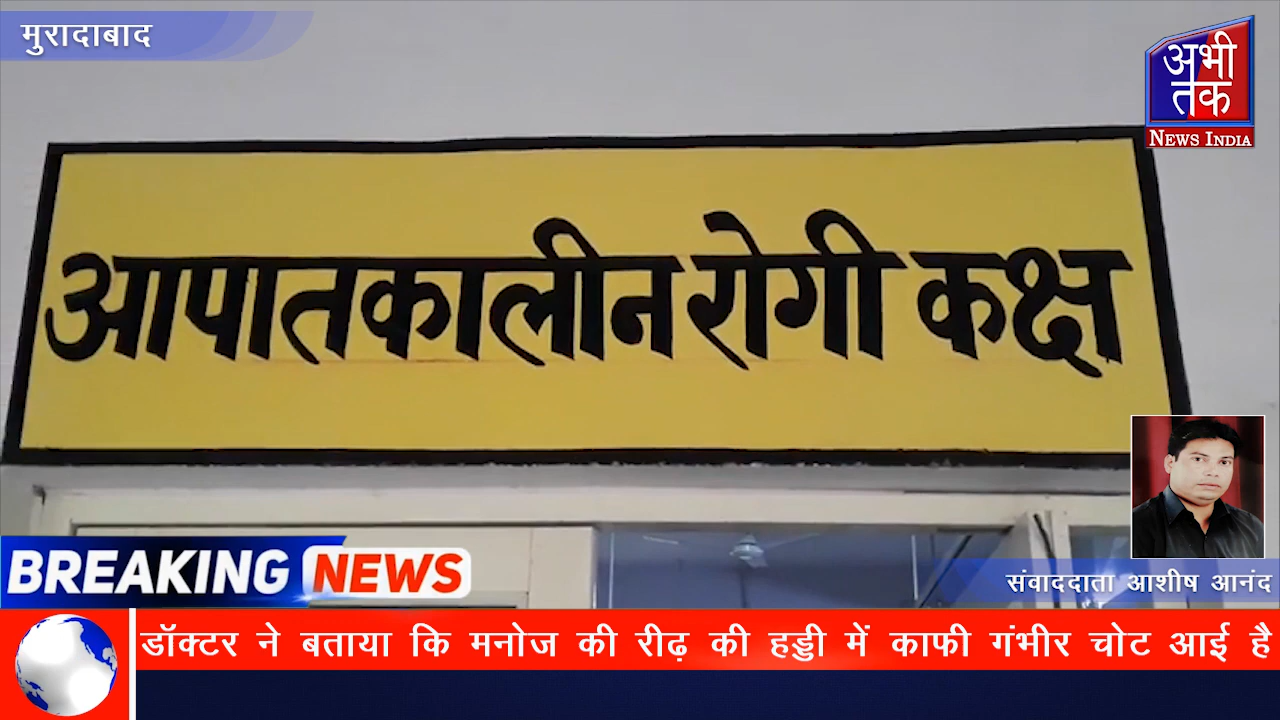 मुरादाबाद
अभी
तक
NEWS INDIA
आपातकालीन रोगी कक्ष
BREAKING NEWS
संवाददाता आशीष आनंद
डॉक्टर ने बताया कि मनोज की रीढ़ की हड्डी में काफी गंभीर चोट आई है